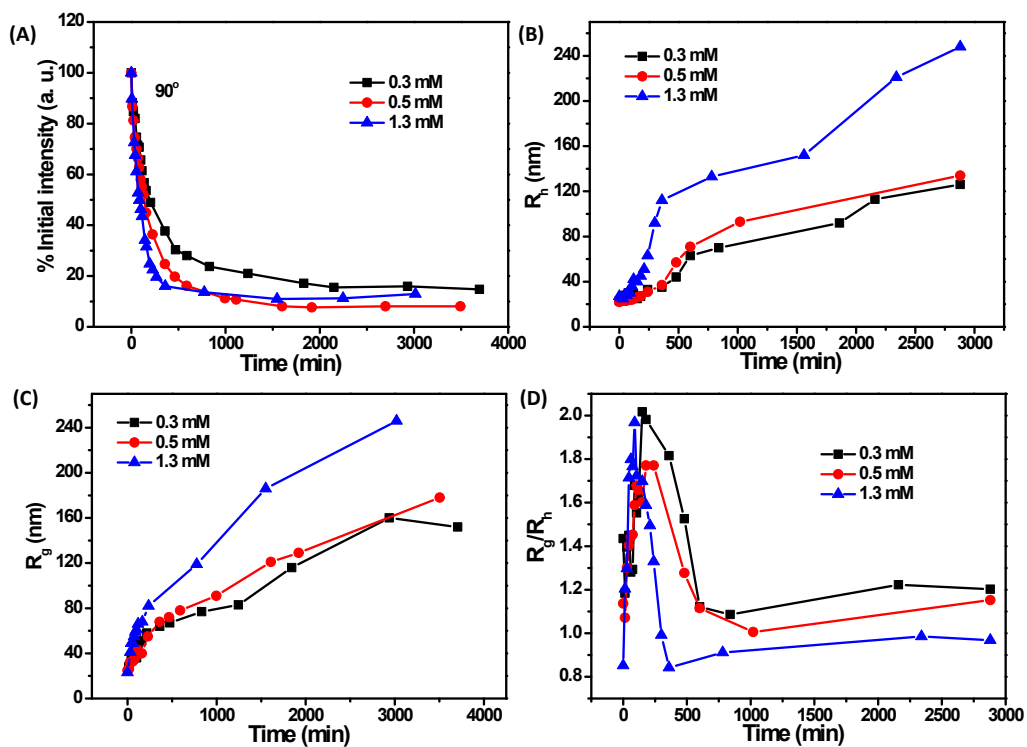 (A)
% Initial intensity (a. u.)
120
100
80
60
40
20
0
90°
0.3 mM
0.5 mM
1.3 mM
0 500 1000 1500 2000 2500 3000 3500 4000
Time (min)
(B)
Rh (nm)
240
200
160
120
80
40
0
0.3 mM
0.5 mM
1.3 mM
0 500 1000 1500 2000 2500 3000
Time (min)
(C)
Rg (nm)
240
200
160
120
80
40
0
0.3 mM
0.5 mM
1.3 mM
0 1000 2000 3000 4000
Time (min)
(D)
Rg/Rh
2.0
1.8
1.6
1.4
1.2
1.0
0.8
0.3 mM
0.5 mM
1.3 mM
0 500 1000 1500 2000 2500 3000
Time (min)